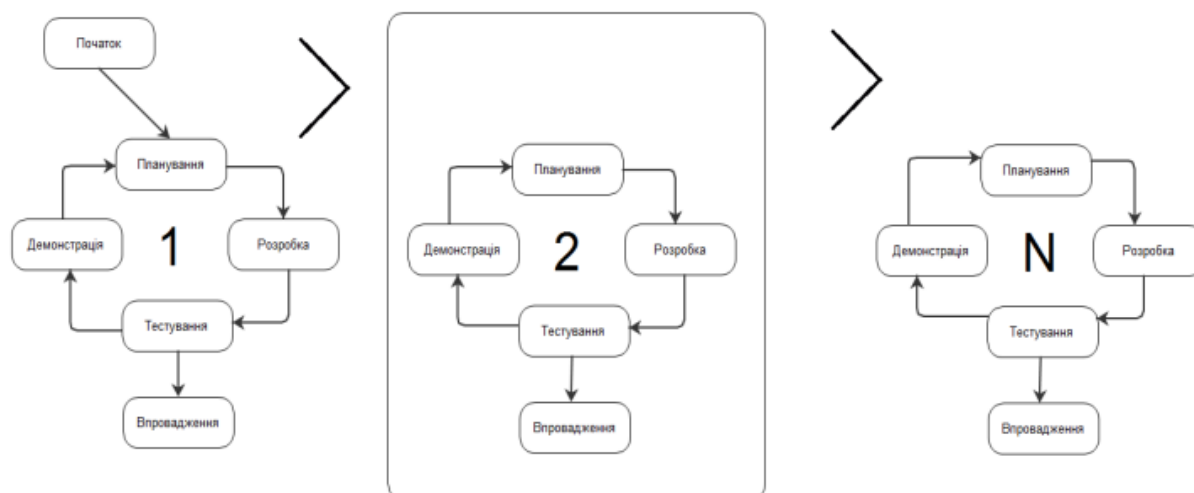 Початок
Планування
Демонстрація
1
Розробка
Тестування
Впровадження
Планування
Демонстрація
2
Розробка
Тестування
Впровадження
Планування
Демонстрація
N
Розробка
Тестування
Впровадження